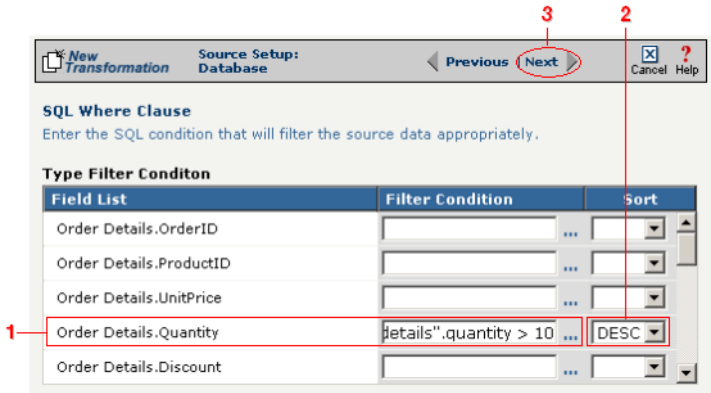 3 2
New Transformation Source Setup: Database Previous | Next Cancel ? Help
SQL Where Clause
Enter the SQL condition that will filter the source data appropriately.
Type Filter Conditon
Field List Filter Condition Sort
Order Details.OrderID ...
Order Details.ProductID ...
Order Details.UnitPrice ...
1 Order Details.Quantity details".quantity > 10 ... DESC
Order Details.Discount ...